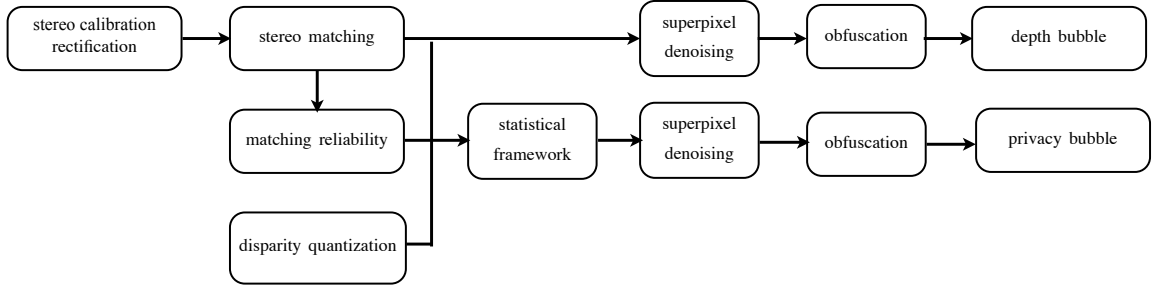 stereo calibration
rectification
stereo matching
superpixel
denoising
obfuscation
depth bubble
matching reliability
statistical
framework
superpixel
denoising
obfuscation
privacy bubble
disparity quantization